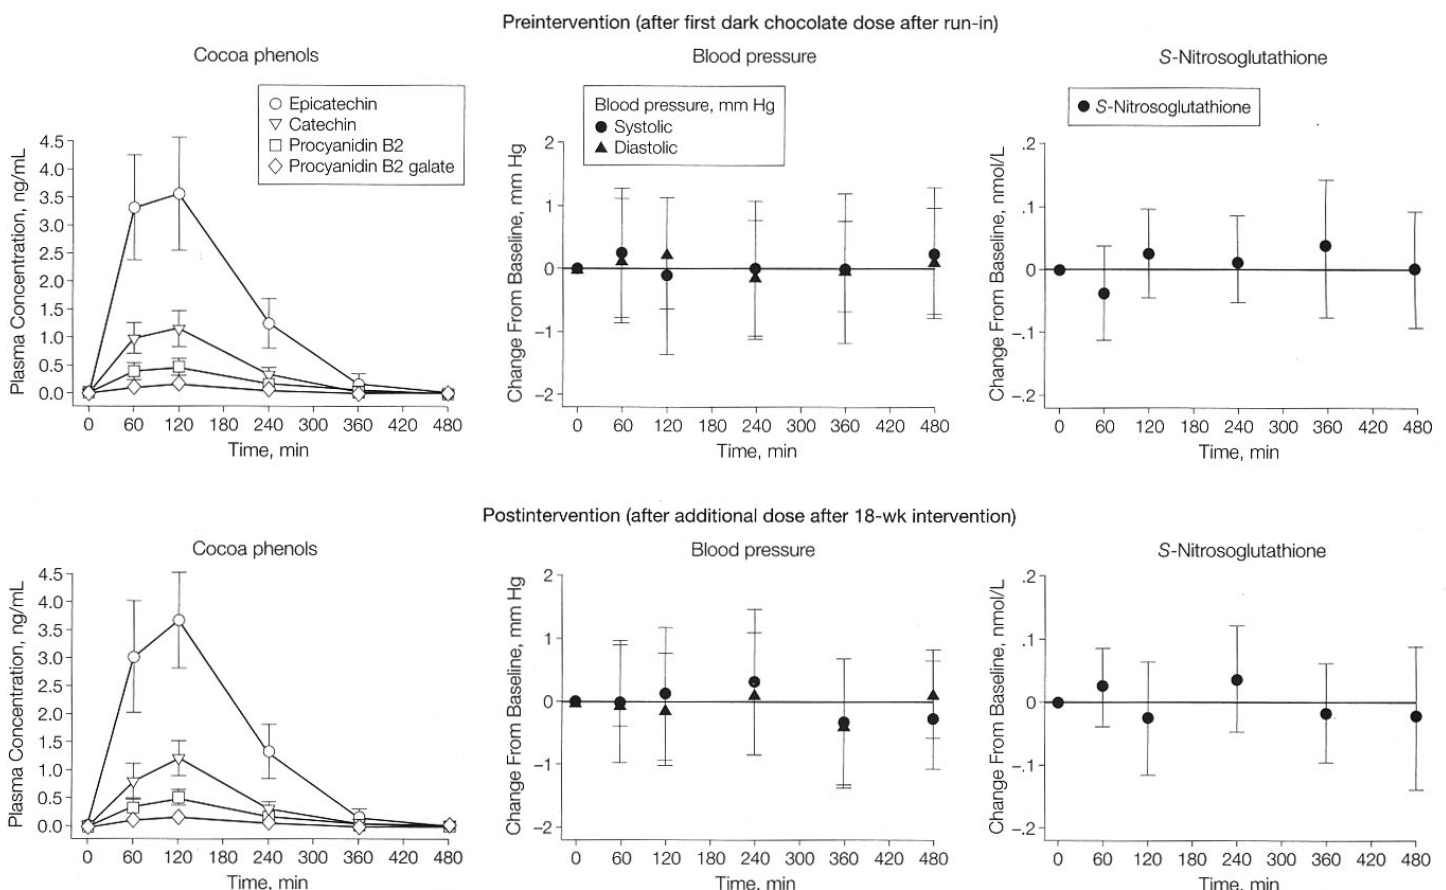 Preintervention (after first dark chocolate dose after run-in)
Cocoa phenols
Epicatechin
Catechin
Procyanidin B2
Procyanidin B2 galate
Plasma Concentration, ng/mL
4.5
4.0
3.5
3.0
2.5
2.0
1.5
1.0
0.5
0.0
0 60 120 180 240 300 360 420 480
Time, min
Blood pressure
Blood pressure, mm Hg
Systolic
Diastolic
Change From Baseline, mm Hg
2
1
0
−1
−2
0 60 120 180 240 300 360 420 480
Time, min
S-Nitrosoglutathione
S-Nitrosoglutathione
Change From Baseline, nmol/L
.2
.1
0
−.1
−.2
0 60 120 180 240 300 360 420 480
Time, min
Postintervention (after additional dose after 18-wk intervention)
Cocoa phenols
Plasma Concentration, ng/mL
4.5
4.0
3.5
3.0
2.5
2.0
1.5
1.0
0.5
0.0
0 60 120 180 240 300 360 420 480
Time, min
Blood pressure
Change From Baseline, mm Hg
2
1
0
−1
−2
0 60 120 180 240 300 360 420 480
Time, min
S-Nitrosoglutathione
Change From Baseline, nmol/L
.2
.1
0
−.1
−.2
0 60 120 180 240 300 360 420 480
Time, min